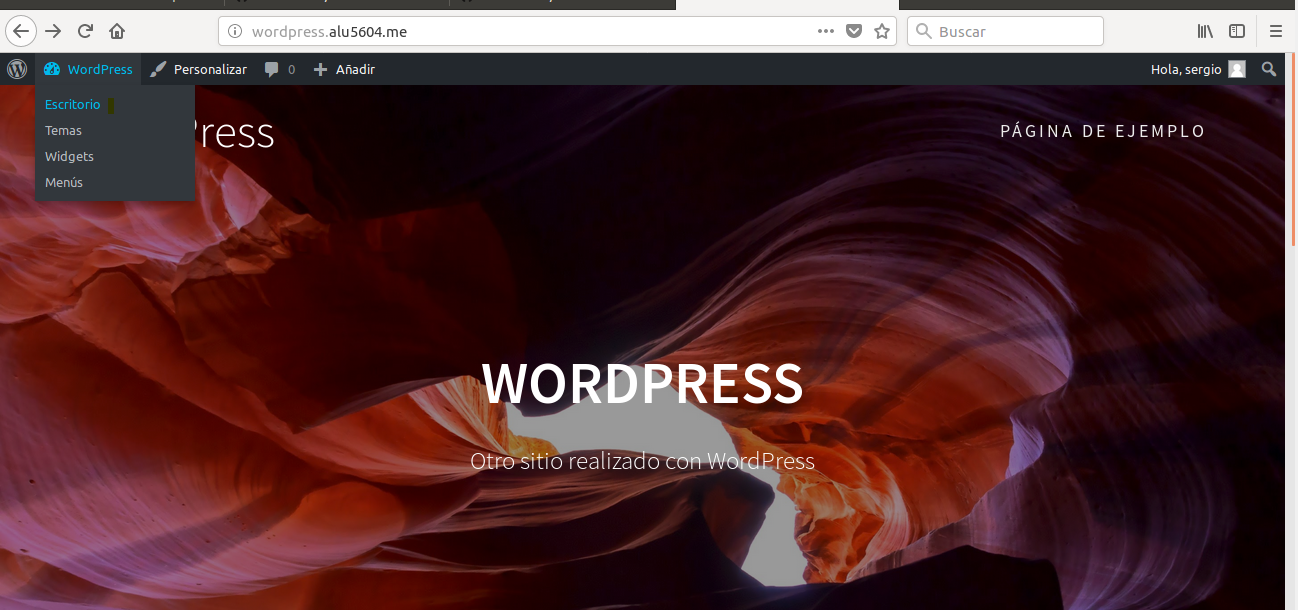 wordpress.alu5604.me
Buscar
WordPress Personalizar 0 Añadir Hola, sergio
Escritorio
Temas
Widgets
Menús
Press
PÁGINA DE EJEMPLO
WORDPRESS
Otro sitio realizado con WordPress